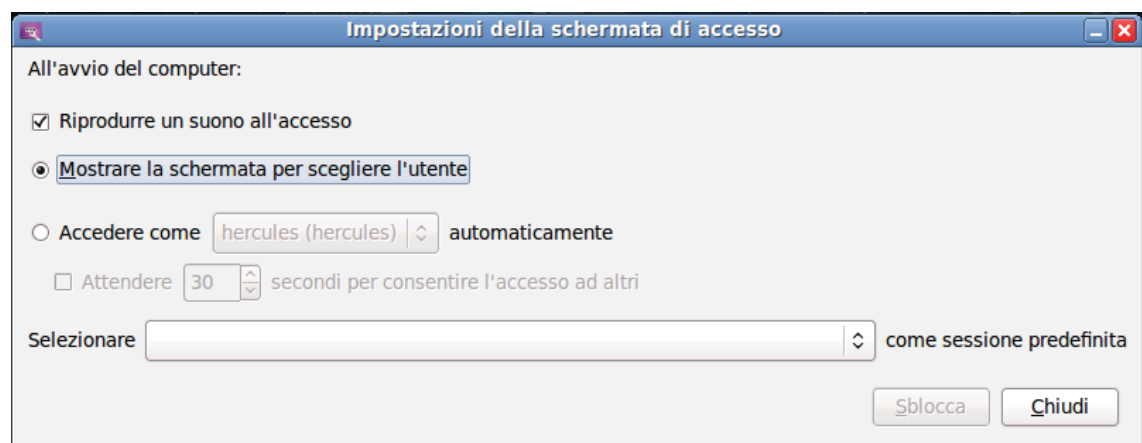 Impostazioni della schermata di accesso
All'avvio del computer:
Riprodurre un suono all'accesso
Mostrare la schermata per scegliere l'utente
Accedere come hercules (hercules) automaticamente
Attendere 30 secondi per consentire l'accesso ad altri
Selezionare come sessione predefinita
Sblocca Chiudi